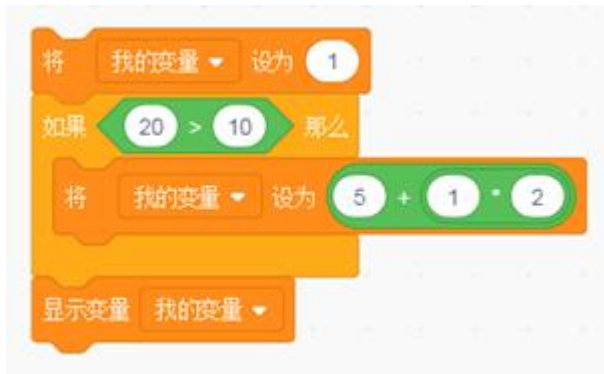 将 我的变量 设为 1
如果 20 > 10 那么
将 我的变量 设为 5 + 1 * 2
显示变量 我的变量